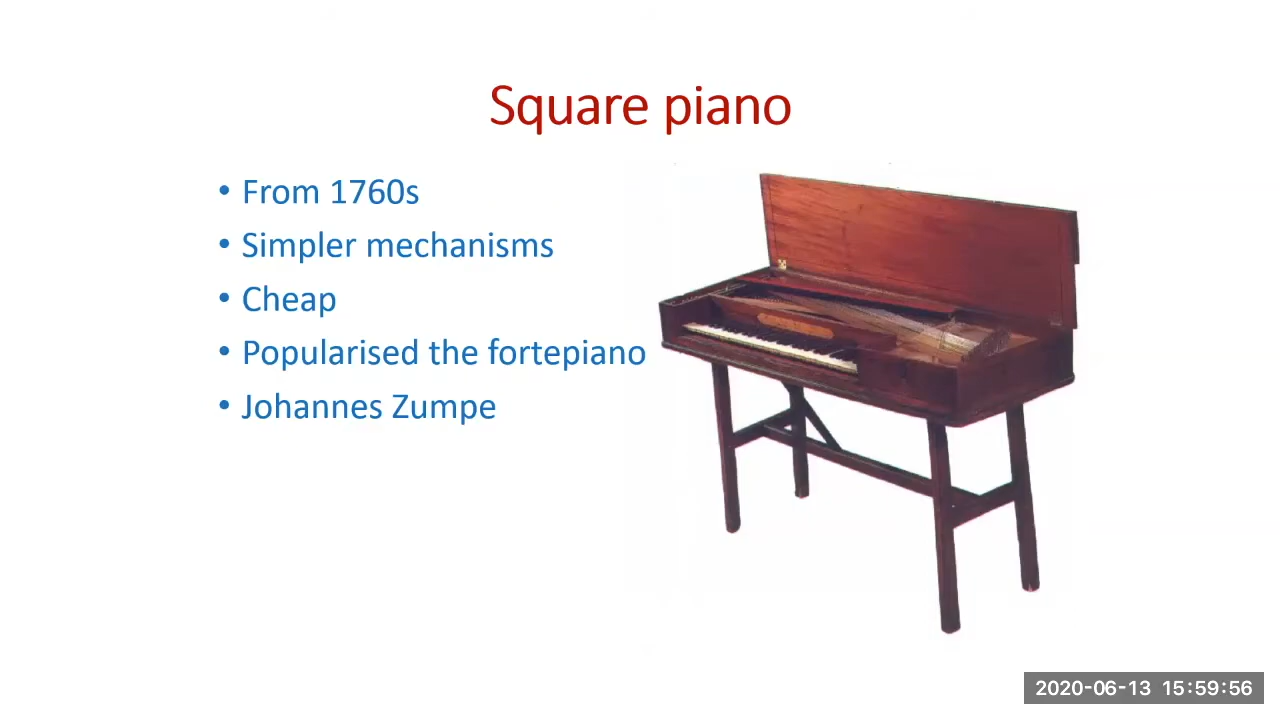 Square piano
• From 1760s
• Simpler mechanisms
• Cheap
• Popularised the fortepiano
• Johannes Zumpe
2020-06-13 15:59:56